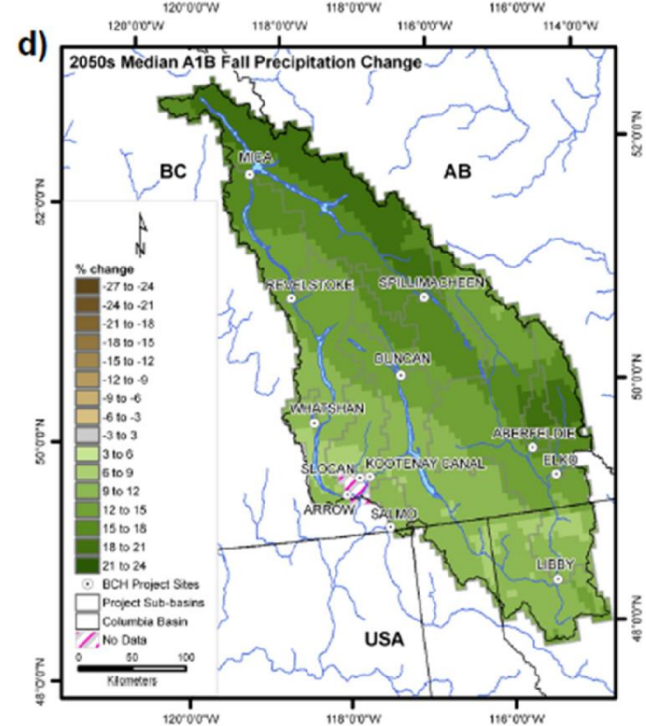 120°0'0"W 118°0'0"W 116°0'0"W
120°0'0"W 118°0'0"W 116°0'0"W 114°0'0"W
d)
2050s Median A1B Fall Precipitation Change
52°0'0"N
MICA
BC
AB
52°0'0"N
N
% change
-27 to -24
-24 to -21
-21 to -18
-18 to -15
-15 to -12
-12 to -9
-9 to -6
-6 to -3
-3 to 3
3 to 6
6 to 9
9 to 12
12 to 15
15 to 18
18 to 21
21 to 24
BCH Project Sites
Project Sub-basins
Columbia Basin
No Data
0 50 100
Kilometers
REVELSTOKE
SPILLIMACHEEN
DUNCAN
50°0'0"N
WHATSHAN
50°0'0"N
ABERFELDIE
ELKO
SLOCAN
KOOTENAY CANAL
ARROW
SALMO
LIBBY
48°0'0"N
USA
48°0'0"N
120°0'0"W 118°0'0"W 116°0'0"W